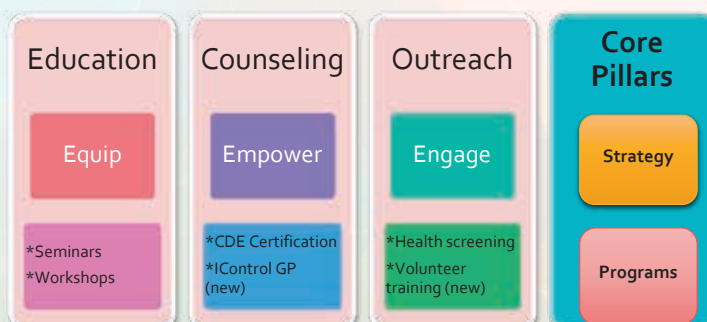 Education
Equip
*Seminars
*Workshops
Counseling
Empower
*CDE Certification
*IControl GP
(new)
Outreach
Engage
*Health screening
*Volunteer
training (new)
Core
Pillars
Strategy
Programs